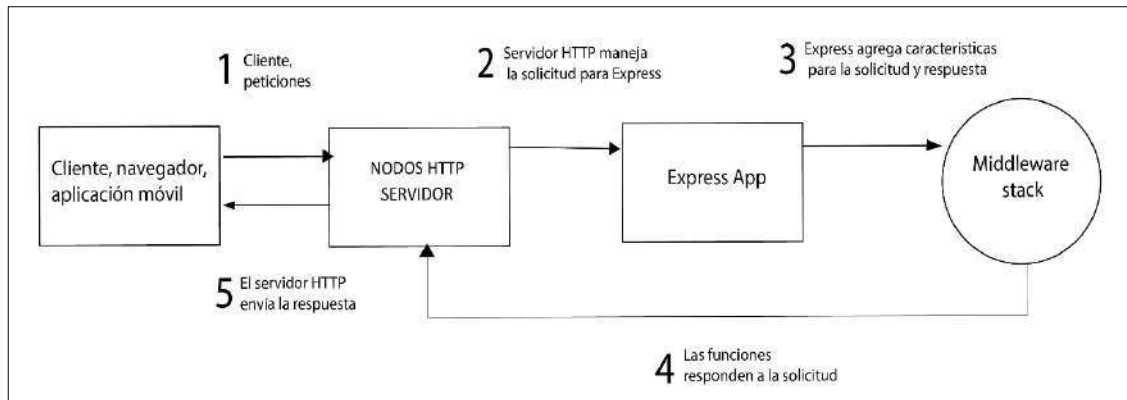 1 Cliente,
peticiones
2 Servidor HTTP maneja
la solicitud para Express
3 Express agrega caracteristicas
para la solicitud y respuesta
Cliente, navegador,
aplicación móvil
NODOS HTTP
SERVIDOR
Express App
Middleware
stack
5 El servidor HTTP
envía la respuesta
4 Las funciones
responden a la solicitud